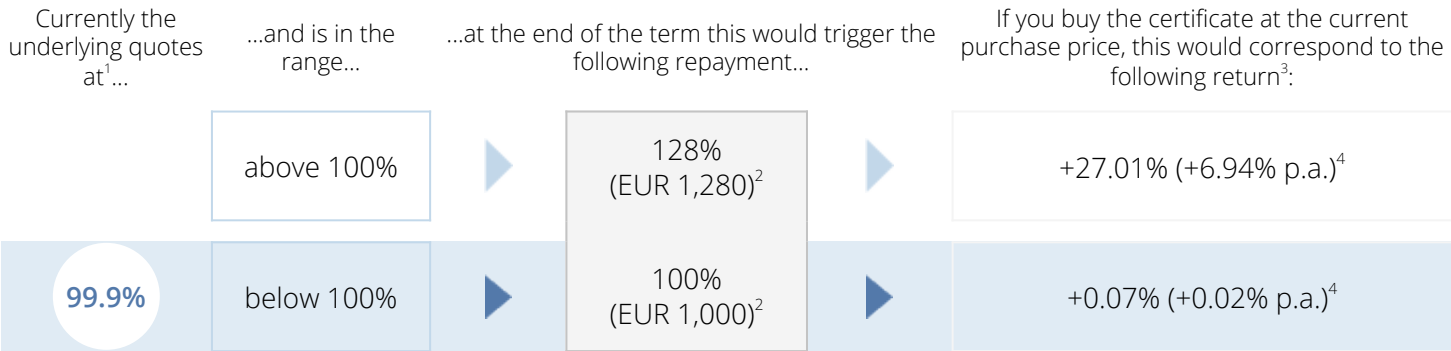 Currently the
underlying quotes
at¹...
...and is in the
range...
...at the end of the term this would trigger the
following repayment...
If you buy the certificate at the current
purchase price, this would correspond to the
following return³:
above 100%
128%
(EUR 1,280)²
+27.01% (+6.94% p.a.)⁴
99.9%
below 100%
100%
(EUR 1,000)²
+0.07% (+0.02% p.a.)⁴